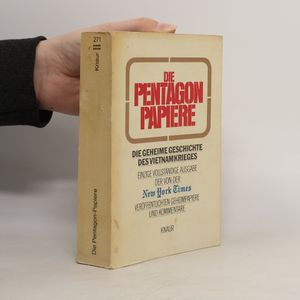 DIE
PENTAGON
PAPIERE
DIE GEHEIME GESCHICHTE
DES VIETNAMKRIEGES
EINZIGE VOLLSTÄNDIGE AUSGABE
DER VON DER
New York Times
VERÖFFENTLICHTEN GEHEIMPAPIERE
UND KOMMENTARE
KNAUR
271
Knaur
Die Pentagon-Papiere